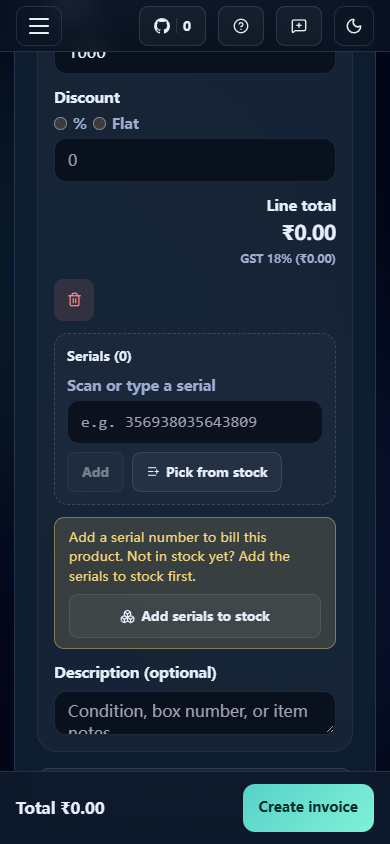 0
1000
Discount
% Flat
0
Line total
₹0.00
GST 18% (₹0.00)
Serials (0)
Scan or type a serial
e.g. 356938035643809
Add
Pick from stock
Add a serial number to bill this
product. Not in stock yet? Add the
serials to stock first.
Add serials to stock
Description (optional)
Condition, box number, or item
notes
Total ₹0.00
Create invoice